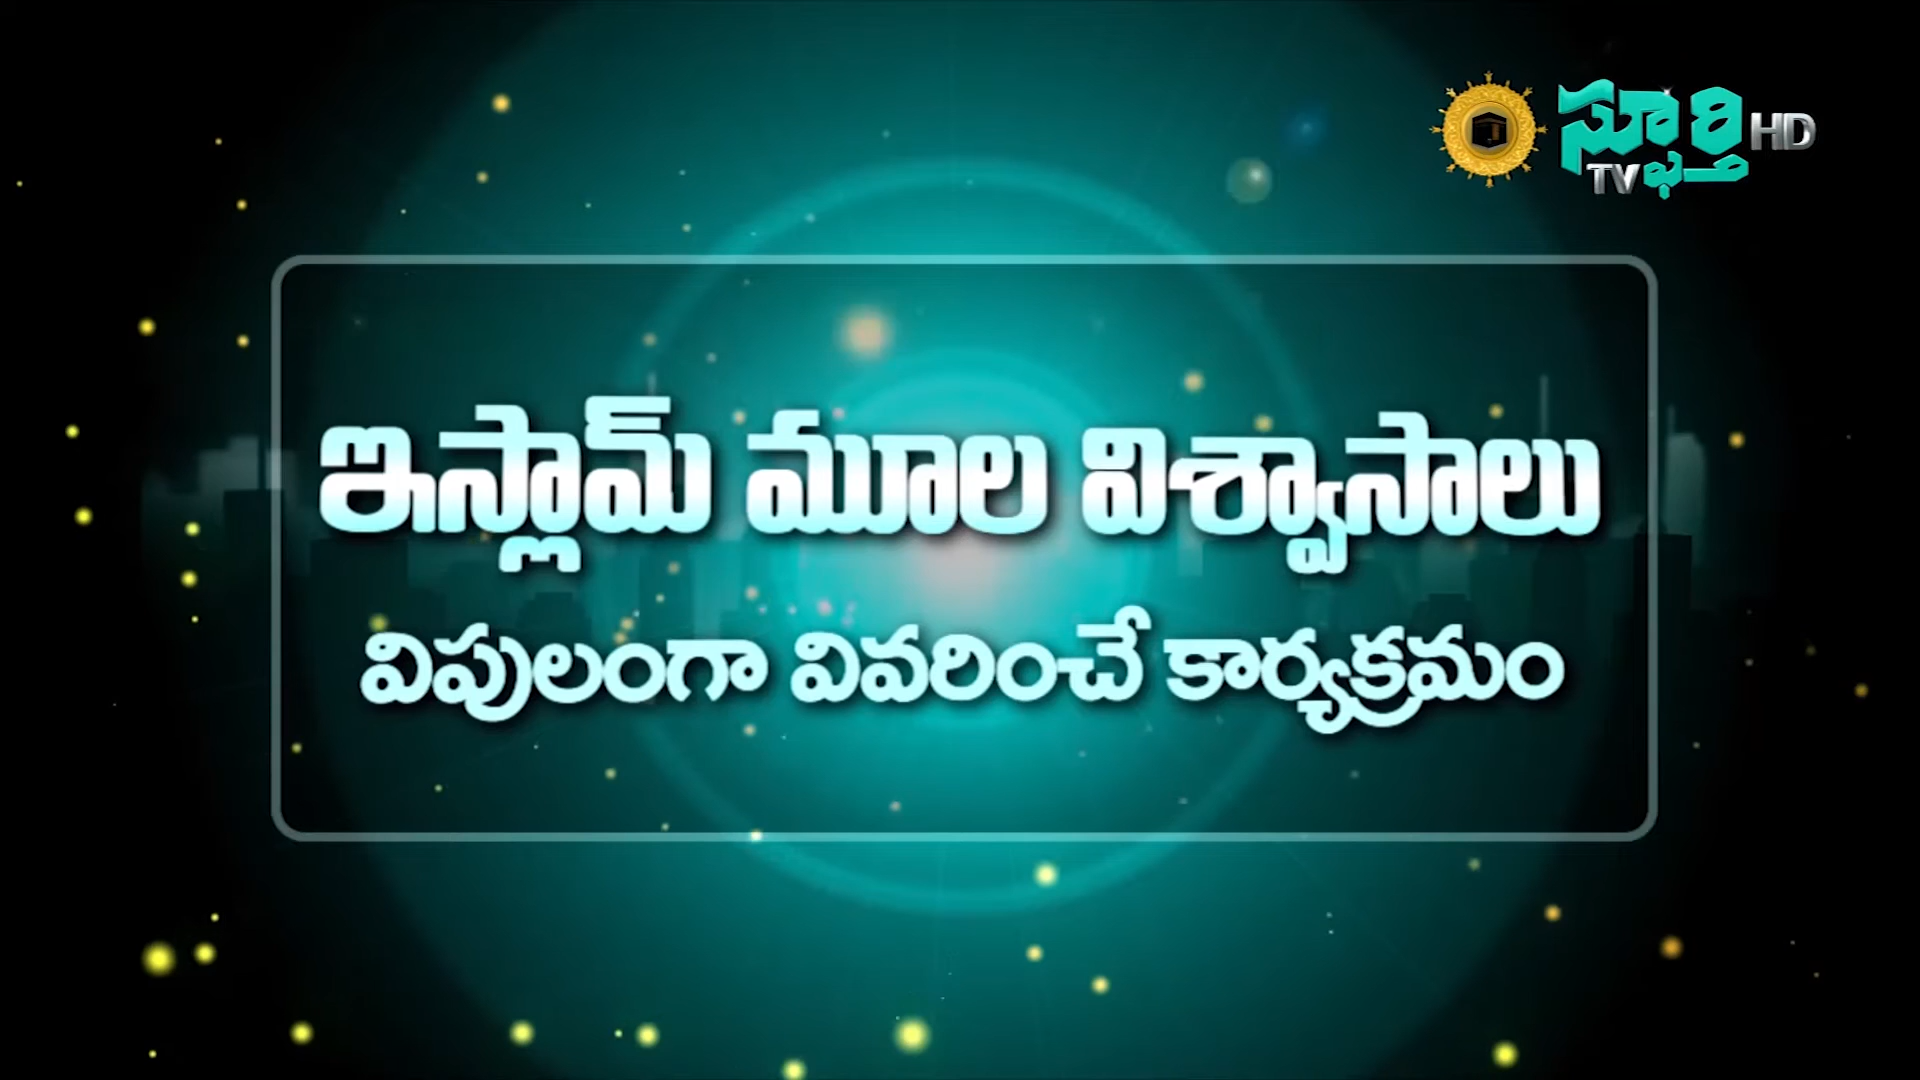 స్ఫూర్తి TV HD
ఇస్లామ్ మూల విశ్వాసాలు
విపులంగా వివరించే కార్యక్రమం